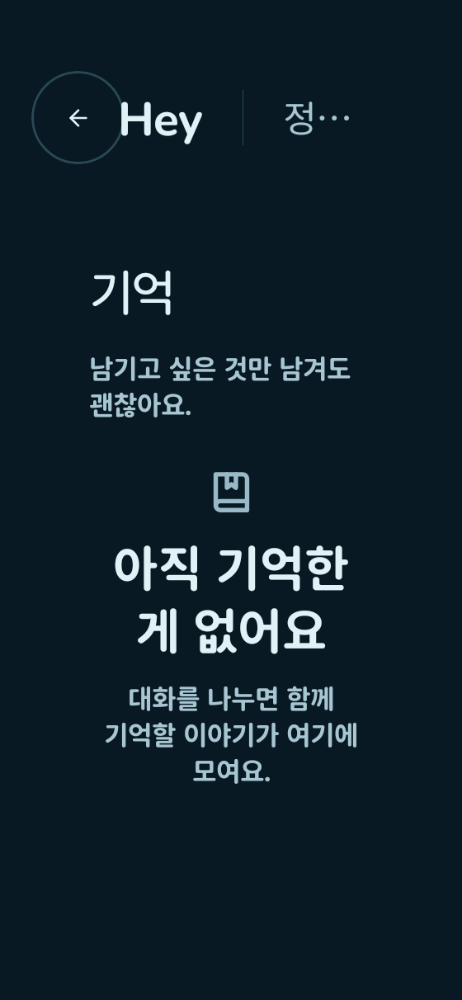 Hey
정…
기억
남기고 싶은 것만 남겨도
괜찮아요.
아직 기억한
게 없어요
대화를 나누면 함께
기억할 이야기가 여기에
모여요.